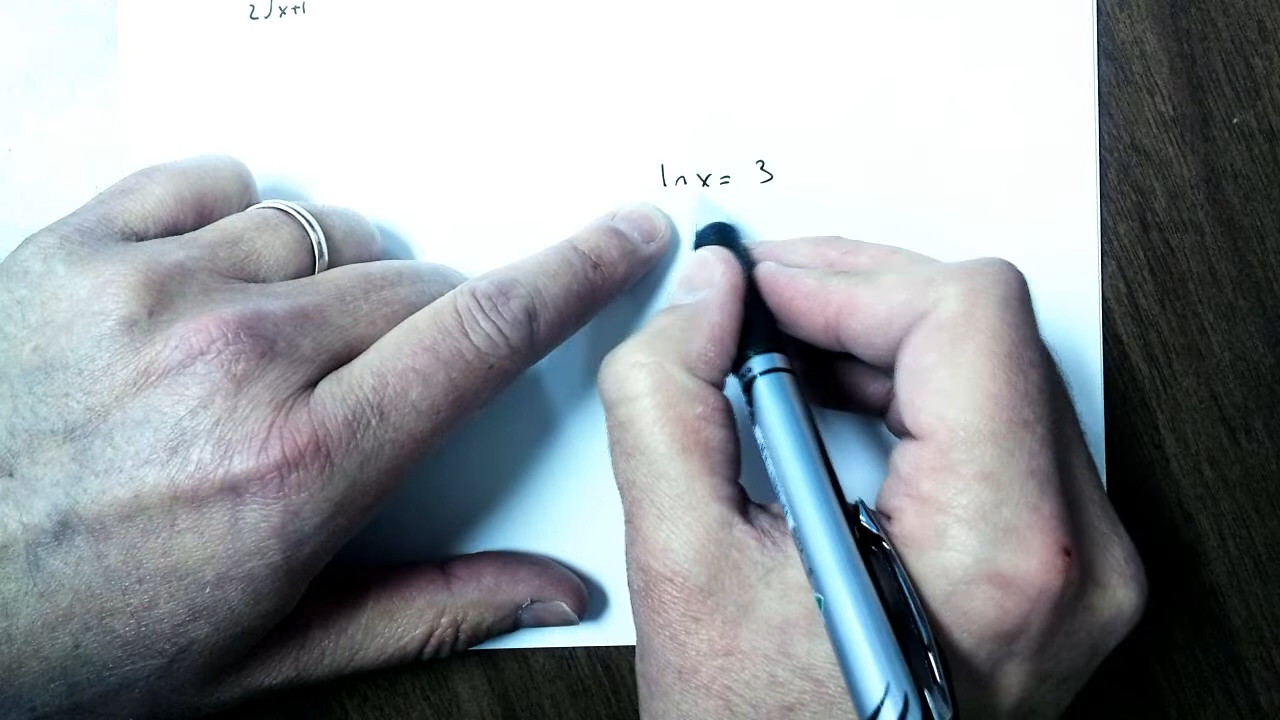 2√x+1
ln x = 3